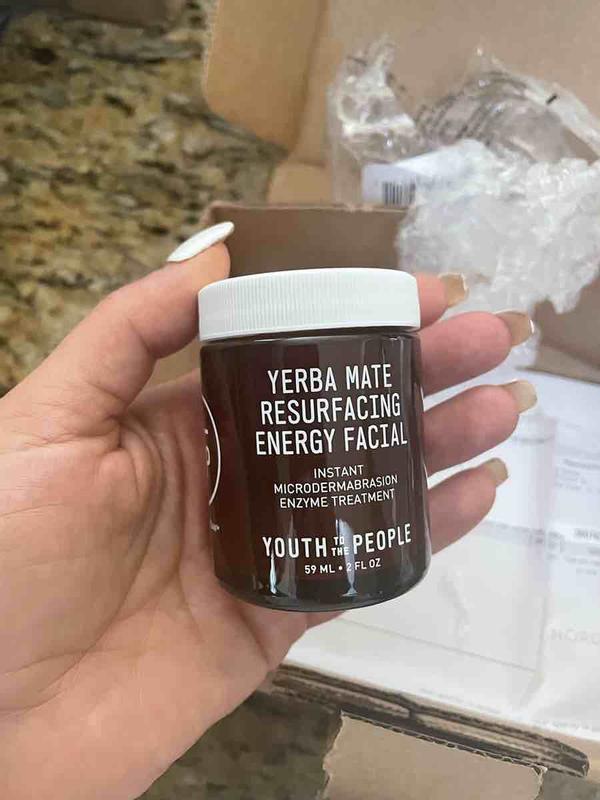 YERBA MATE
RESURFACING
ENERGY FACIAL
INSTANT
MICRODERMABRASION
ENZYME TREATMENT
YOUTH TO THE PEOPLE
59 ML • 2 FL OZ